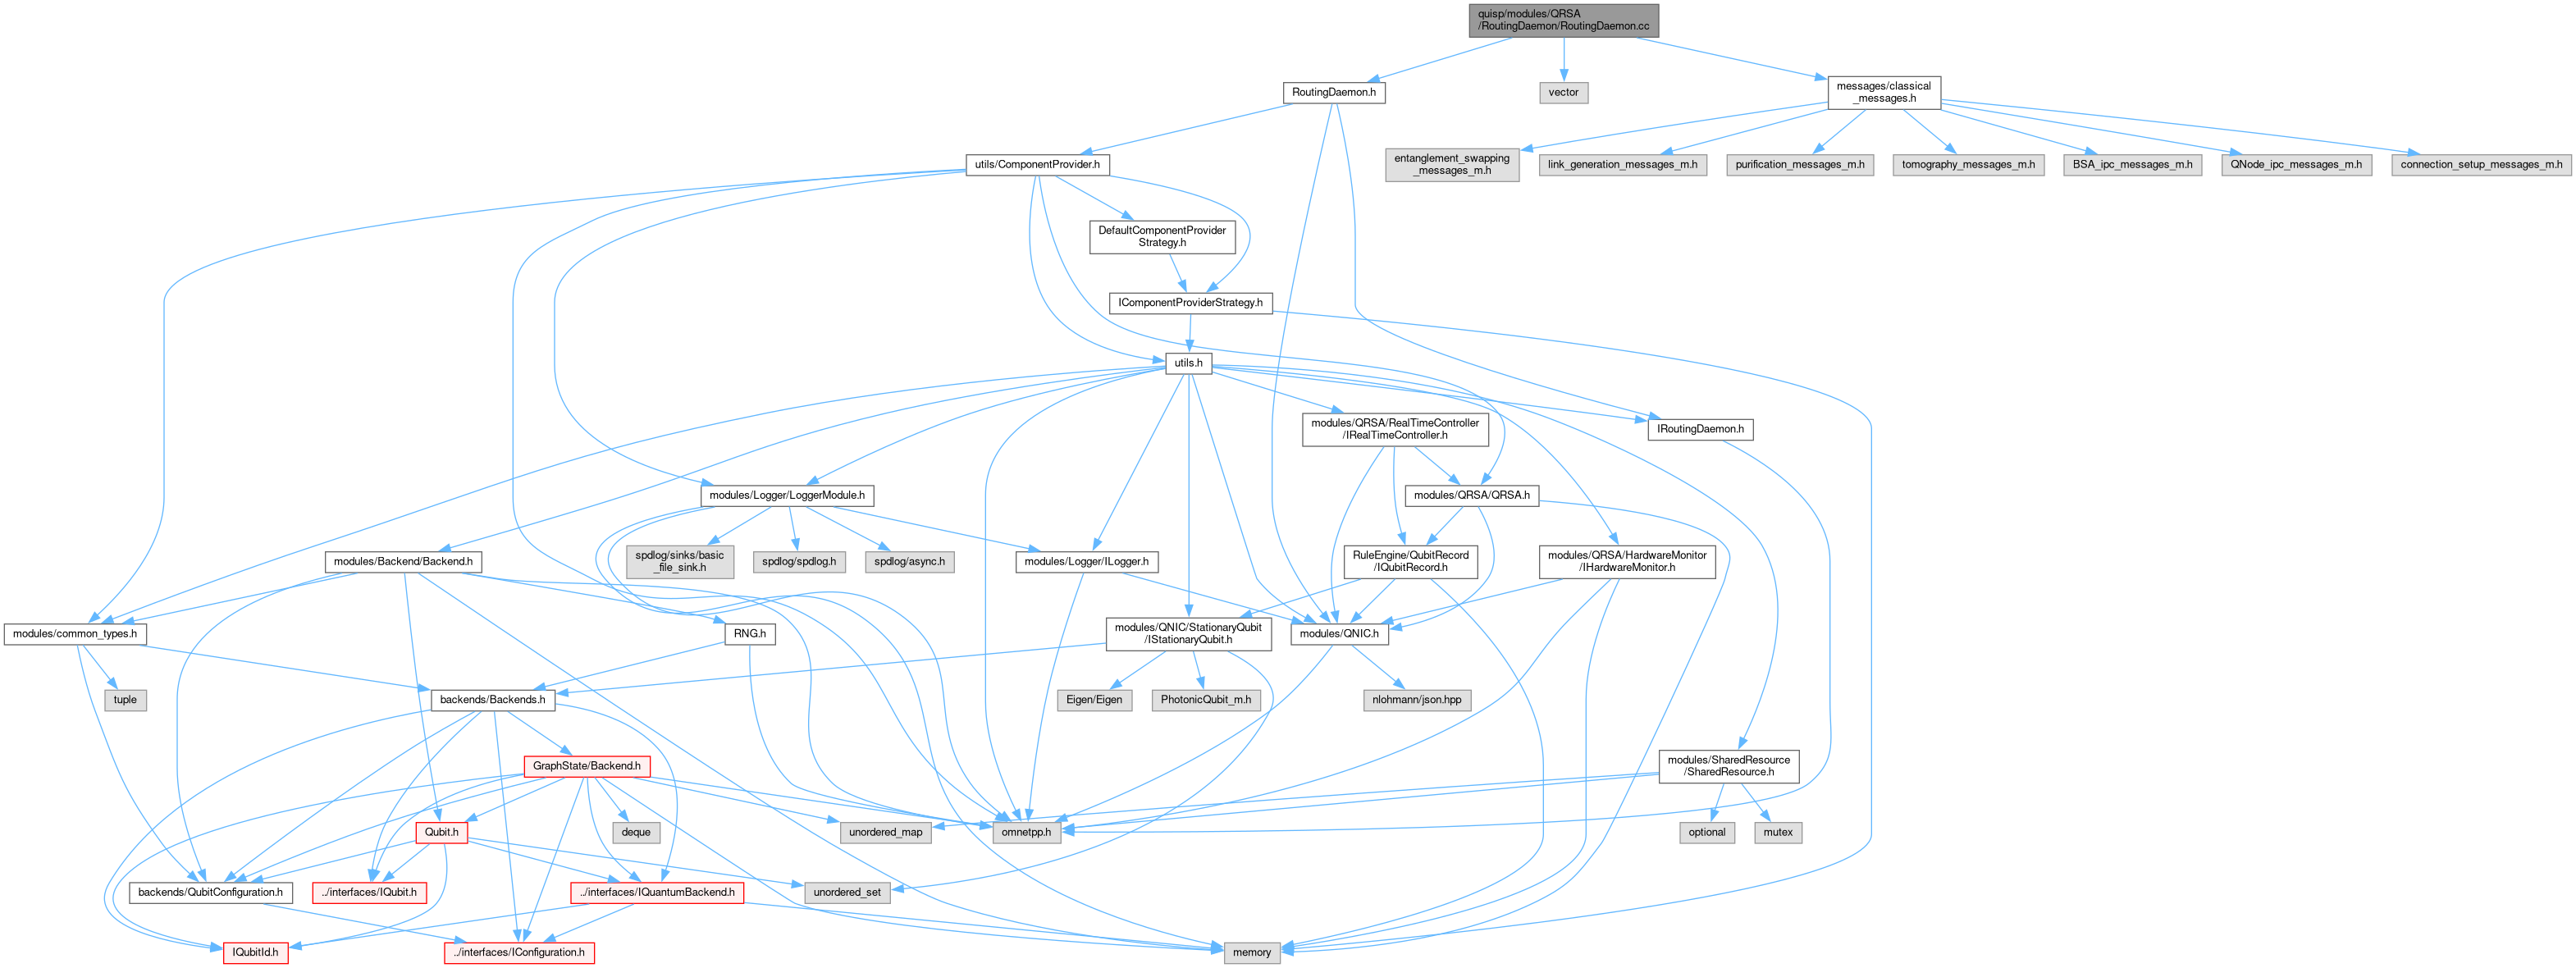 quisp/modules/QRSA
/RoutingDaemon/RoutingDaemon.cc
RoutingDaemon.h
vector
messages/classical
_messages.h
utils/ComponentProvider.h
entanglement_swapping
_messages_m.h
link_generation_messages_m.h
purification_messages_m.h
tomography_messages_m.h
BSA_ipc_messages_m.h
QNode_ipc_messages_m.h
connection_setup_messages_m.h
DefaultComponentProvider
Strategy.h
IComponentProviderStrategy.h
utils.h
modules/QRSA/RealTimeController
/IRealTimeController.h
IRoutingDaemon.h
modules/Logger/LoggerModule.h
modules/QRSA/QRSA.h
modules/Backend/Backend.h
spdlog/sinks/basic
_file_sink.h
spdlog/spdlog.h
spdlog/async.h
modules/Logger/ILogger.h
RuleEngine/QubitRecord
/IQubitRecord.h
modules/QRSA/HardwareMonitor
/IHardwareMonitor.h
modules/common_types.h
RNG.h
modules/QNIC/StationaryQubit
/IStationaryQubit.h
modules/QNIC.h
tuple
backends/Backends.h
Eigen/Eigen
PhotonicQubit_m.h
nlohmann/json.hpp
GraphState/Backend.h
modules/SharedResource
/SharedResource.h
Qubit.h
deque
unordered_map
omnetpp.h
optional
mutex
backends/QubitConfiguration.h
../interfaces/IQubit.h
../interfaces/IQuantumBackend.h
unordered_set
IQubitId.h
../interfaces/IConfiguration.h
memory